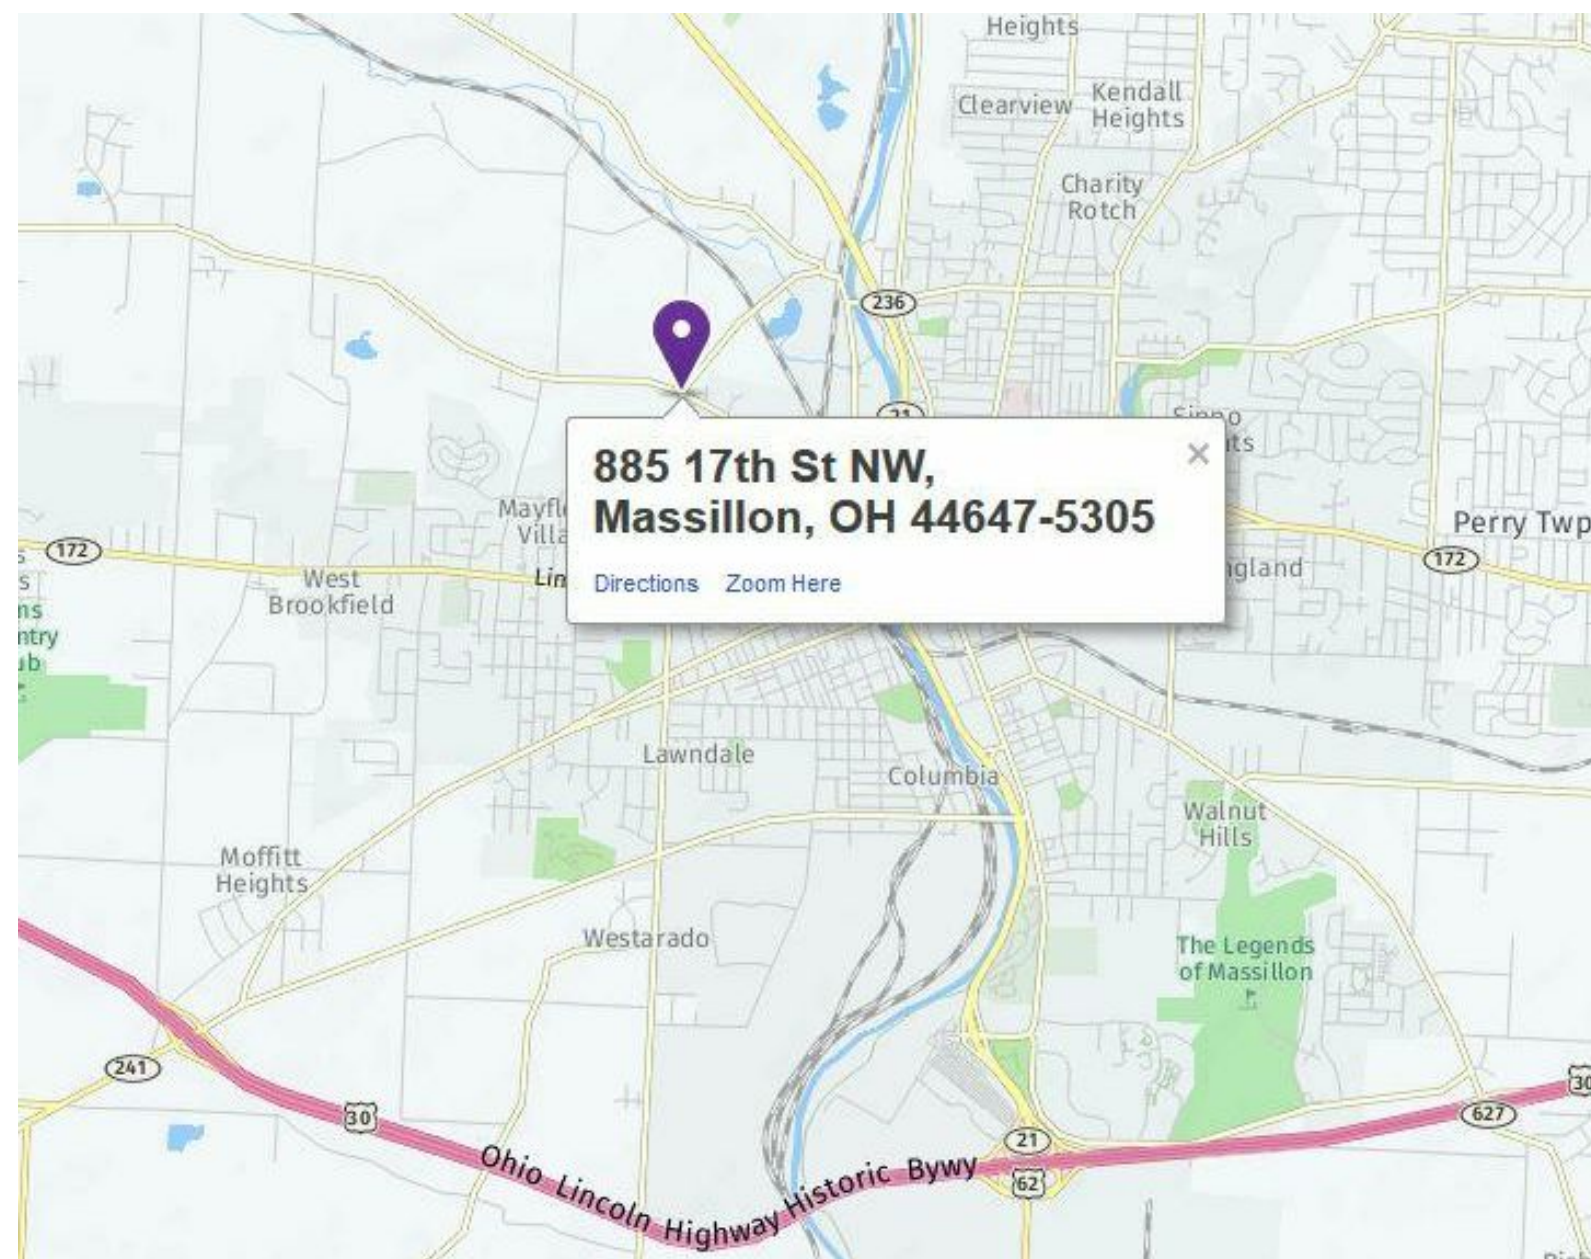 Heights
Clearview
Kendall
Heights
Charity
Rotch
236
21
885 17th St NW,
Massillon, OH 44647-5305
Directions Zoom Here
Perry Twp
172
172
West
Brookfield
Lawndale
Columbia
Walnut
Hills
Moffitt
Heights
Westarado
The Legends
of Massillon
241
30
30
627
21
62
Ohio Lincoln Highway Historic Bywy